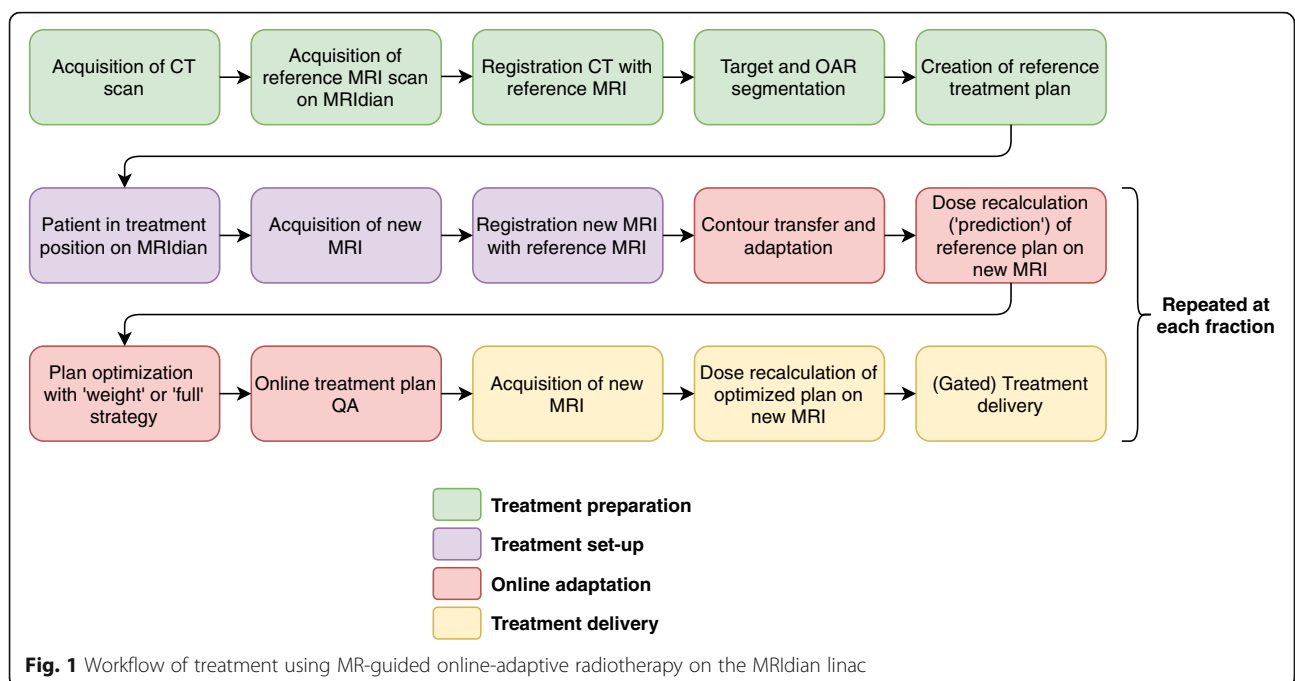 Acquisition of CT
scan
Acquisition of
reference MRI scan
on MRIdian
Registration CT with
reference MRI
Target and OAR
segmentation
Creation of reference
treatment plan
Patient in treatment
position on MRIdian
Acquisition of new
MRI
Registration new MRI
with reference MRI
Contour transfer and
adaptation
Dose recalculation
('prediction') of
reference plan on
new MRI
Repeated at
each fraction
Plan optimization
with 'weight' or 'full'
strategy
Online treatment plan
QA
Acquisition of new
MRI
Dose recalculation of
optimized plan on
new MRI
(Gated) Treatment
delivery
Treatment preparation
Treatment set-up
Online adaptation
Treatment delivery
Fig. 1 Workflow of treatment using MR-guided online-adaptive radiotherapy on the MRIdian linac